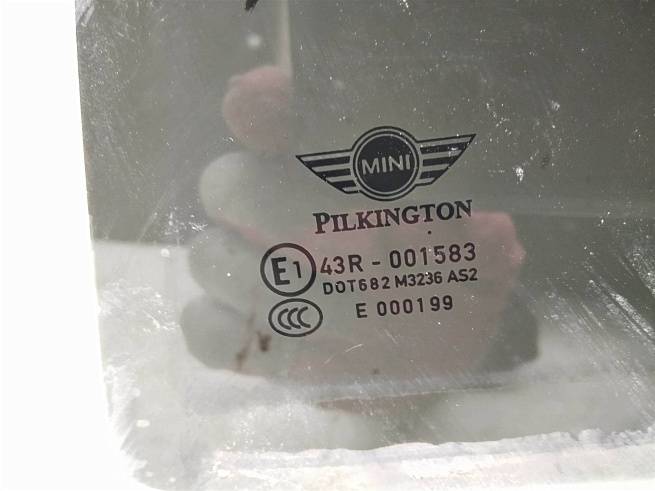 MINI
PILKINGTON
E1 43R - 001583
DOT682 M3236 AS2
CCC E 000199